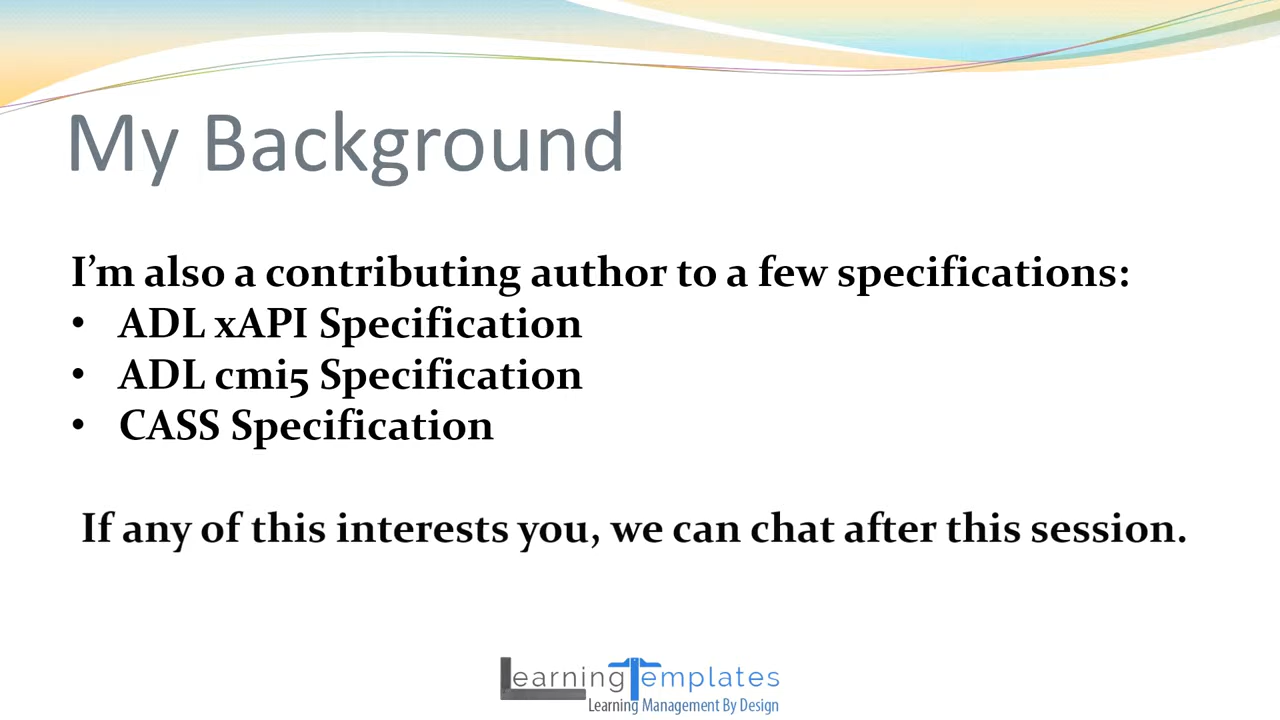 My Background
I'm also a contributing author to a few specifications:
• ADL xAPI Specification
• ADL cmi5 Specification
• CASS Specification
If any of this interests you, we can chat after this session.
Learning Templates
Learning Management By Design